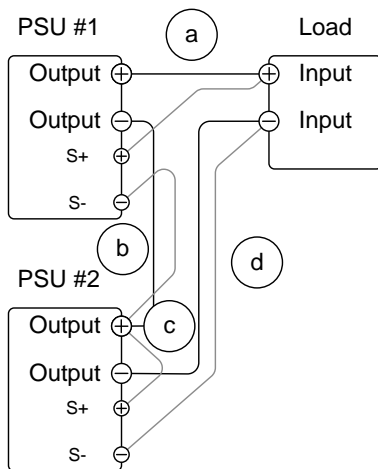 PSU #1
a
Load
Output
Input
Output
Input
S+
S-
b
d
PSU #2
Output
c
Output
S+
S-